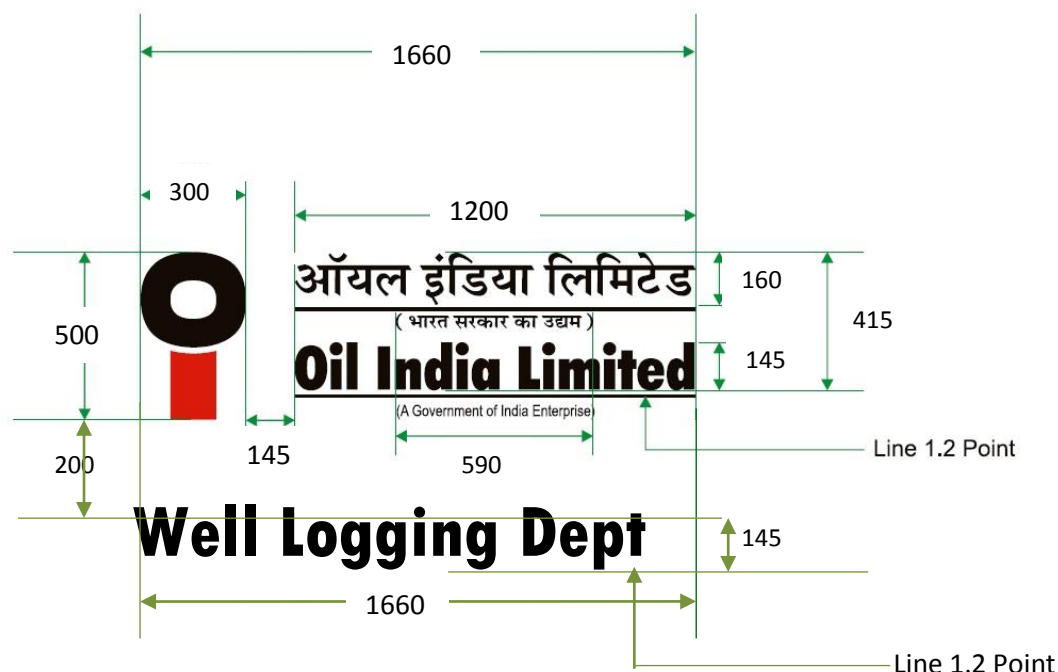 1660
300
1200
ऑयल इंडिया लिमिटेड
160
( भारत सरकार का उद्यम )
415
500
Oil India Limited
145
(A Government of India Enterprise)
Line 1.2 Point
200
145
590
Well Logging Dept
145
1660
Line 1.2 Point